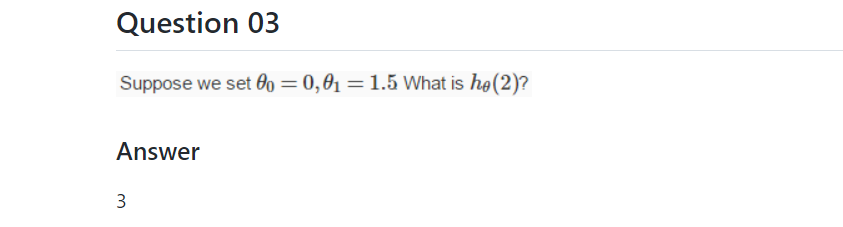 Question 03
Suppose we set θ₀ = 0, θ₁ = 1.5 What is hθ(2)?
Answer
3